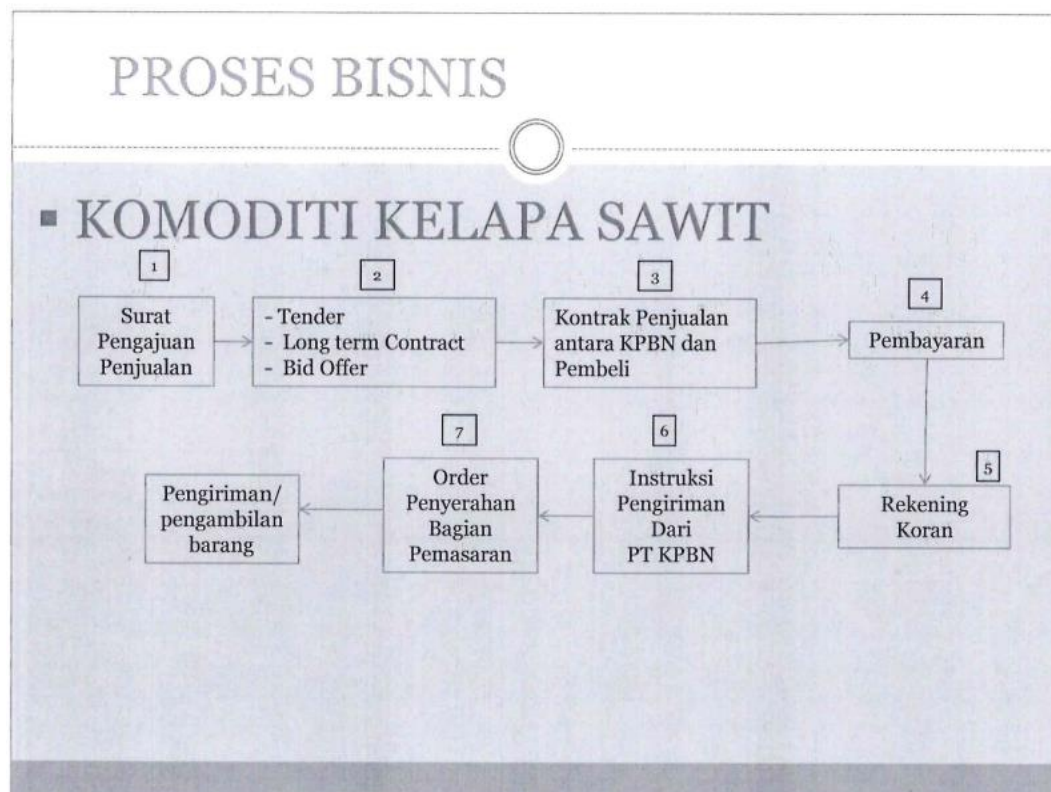 PROSES BISNIS
▪ KOMODITI KELAPA SAWIT
1
Surat
Pengajuan
Penjualan
2
- Tender
- Long term Contract
- Bid Offer
3
Kontrak Penjualan
antara KPBN dan
Pembeli
4
Pembayaran
5
Rekening
Koran
6
Instruksi
Pengiriman
Dari
PT KPBN
7
Order
Penyerahan
Bagian
Pemasaran
Pengiriman/
pengambilan
barang